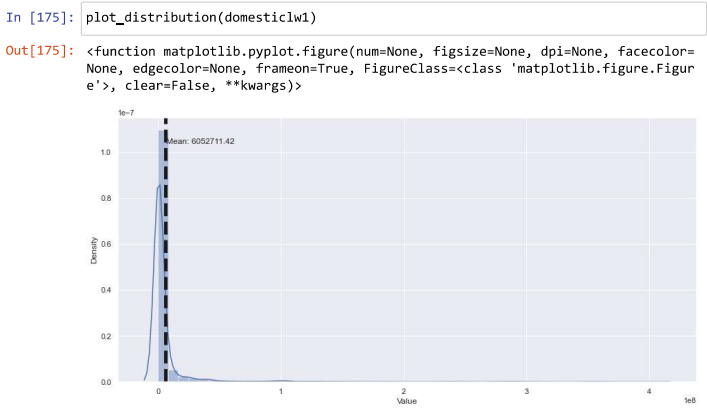 In [175]: plot_distribution(domesticlw1)
Out[175]: <function matplotlib.pyplot.figure(num=None, figsize=None, dpi=None, facecolor=
None, edgecolor=None, frameon=True, FigureClass=<class 'matplotlib.figure.Figur
e'>, clear=False, **kwargs)>
1e-7
Mean: 6052711.42
1.0
0.8
0.6
0.4
0.2
0.0
Density
0 1 2 3 4
Value
1e8